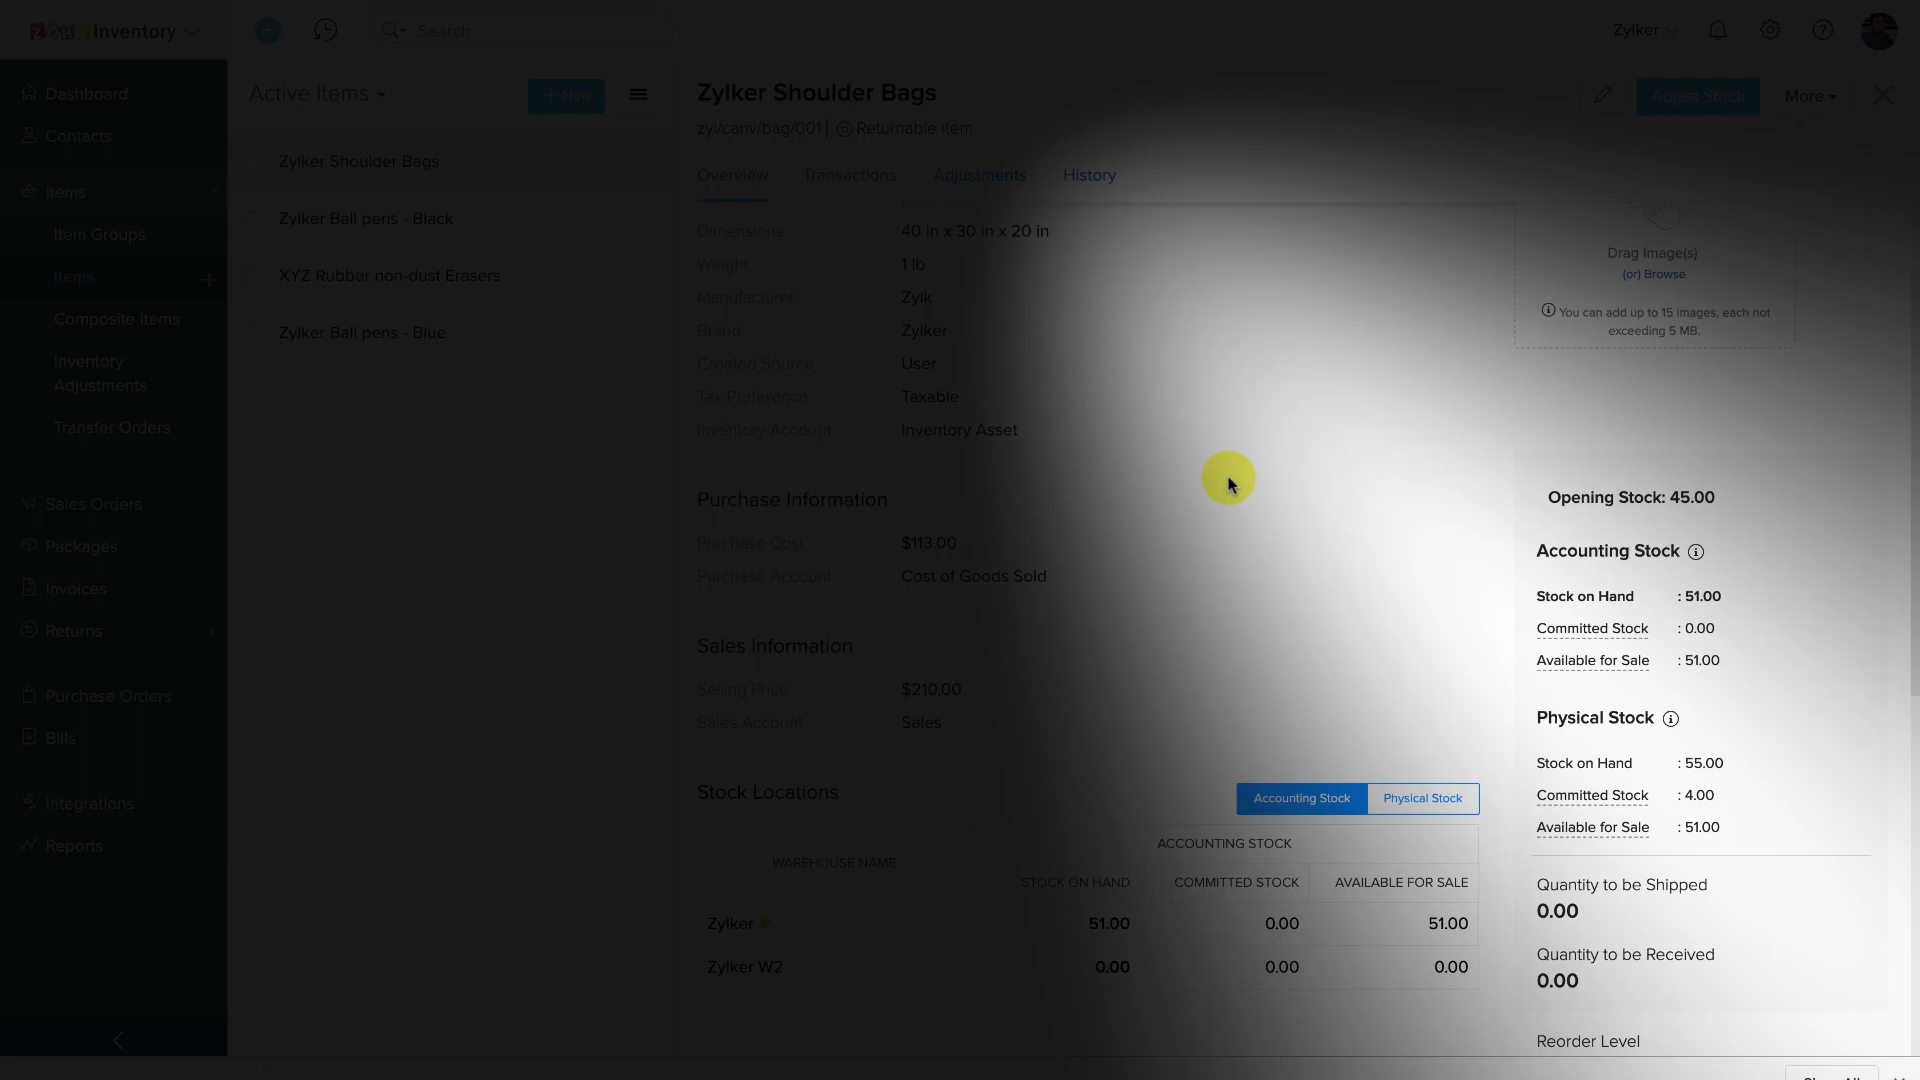 ZOHO Inventory
Search
Zylker
Dashboard
Contacts
Items
Item Groups
Items
Composite Items
Inventory
Adjustments
Transfer Orders
Sales Orders
Packages
Invoices
Returns
Purchase Orders
Bills
Integrations
Reports
Active Items
+ New
Zylker Shoulder Bags
Zylker Ball pens - Black
XYZ Rubber non-dust Erasers
Zylker Ball pens - Blue
Zylker Shoulder Bags
Adjust Stock
More
zyl/canv/bag/001
Returnable Item
Overview
Transactions
Adjustments
History
Dimensions 40 in x 30 in x 20 in
Weight 1 lb
Manufacturer Zylk
Brand Zylker
Created Source User
Tax Preference Taxable
Inventory Account Inventory Asset
Purchase Information
Purchase Cost $113.00
Purchase Account Cost of Goods Sold
Sales Information
Selling Price $210.00
Sales Account Sales
Stock Locations
Accounting Stock
Physical Stock
WAREHOUSE NAME
ACCOUNTING STOCK
STOCK ON HAND COMMITTED STOCK AVAILABLE FOR SALE
Zylker 51.00 0.00 51.00
Zylker W2 0.00 0.00 0.00
Drag Image(s)
(or) Browse
You can add up to 15 images, each not
exceeding 5 MB.
Opening Stock: 45.00
Accounting Stock
Stock on Hand : 51.00
Committed Stock : 0.00
Available for Sale : 51.00
Physical Stock
Stock on Hand : 55.00
Committed Stock : 4.00
Available for Sale : 51.00
Quantity to be Shipped
0.00
Quantity to be Received
0.00
Reorder Level